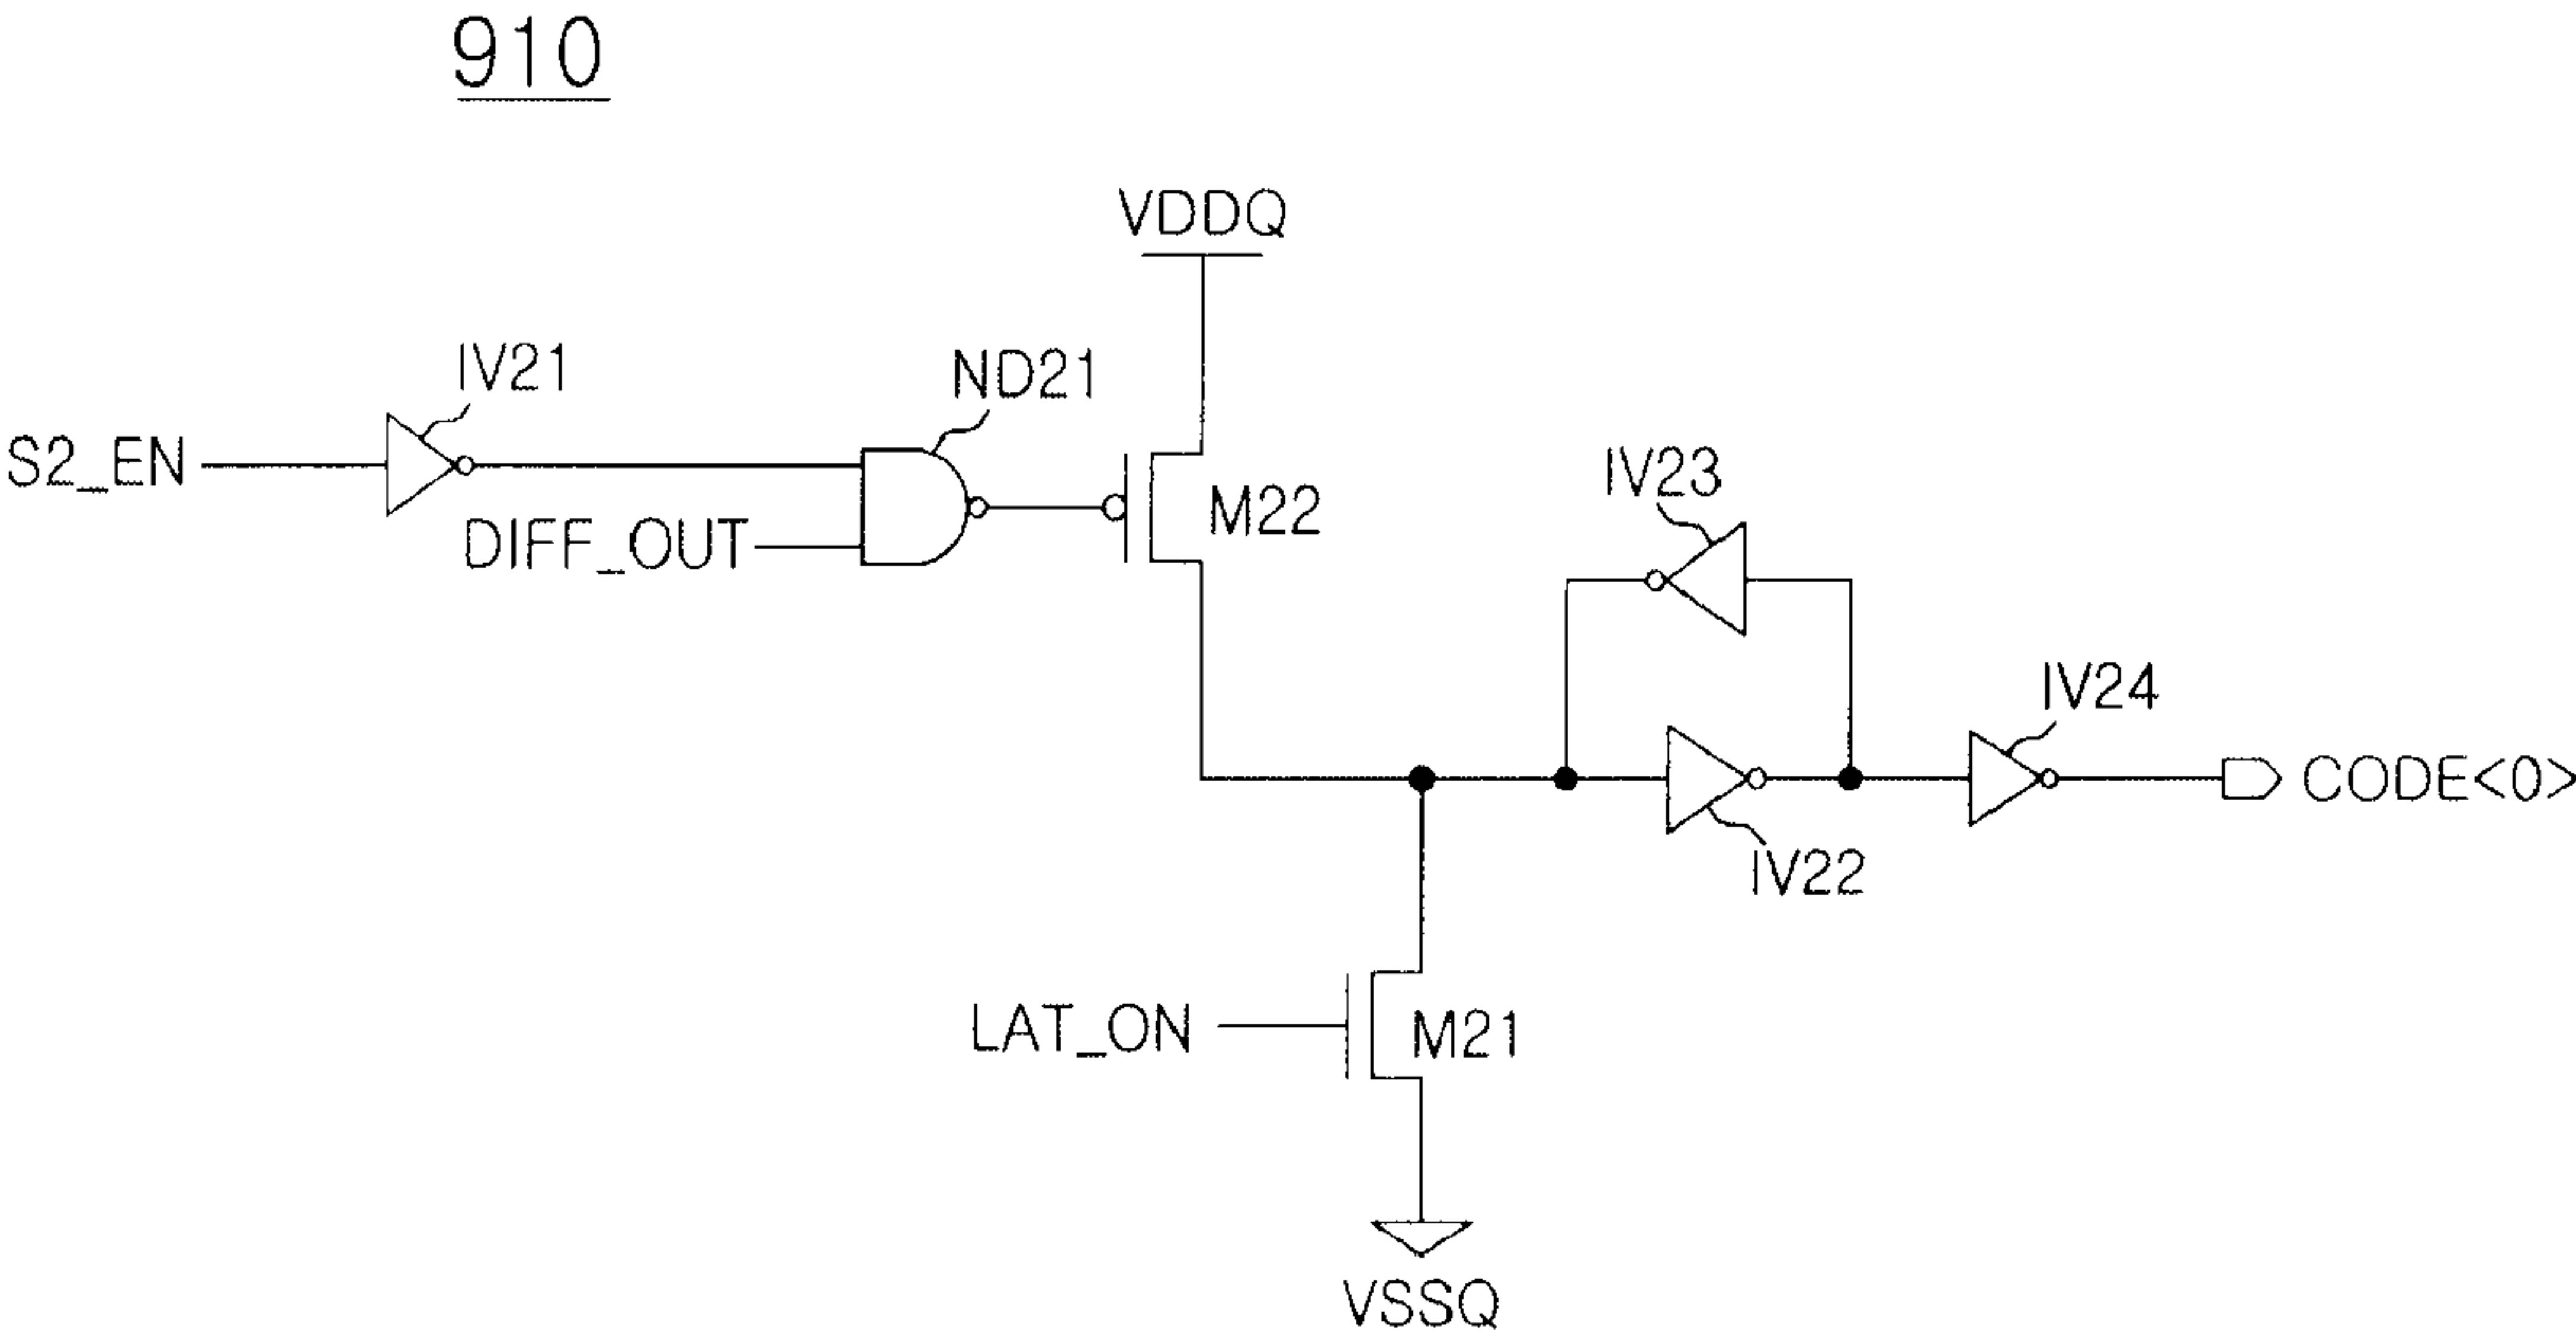 910
VDDQ
IV21
ND21
S2_EN
DIFF_OUT
M22
IV23
IV24
CODE<0>
IV22
LAT_ON
M21
VSSQ